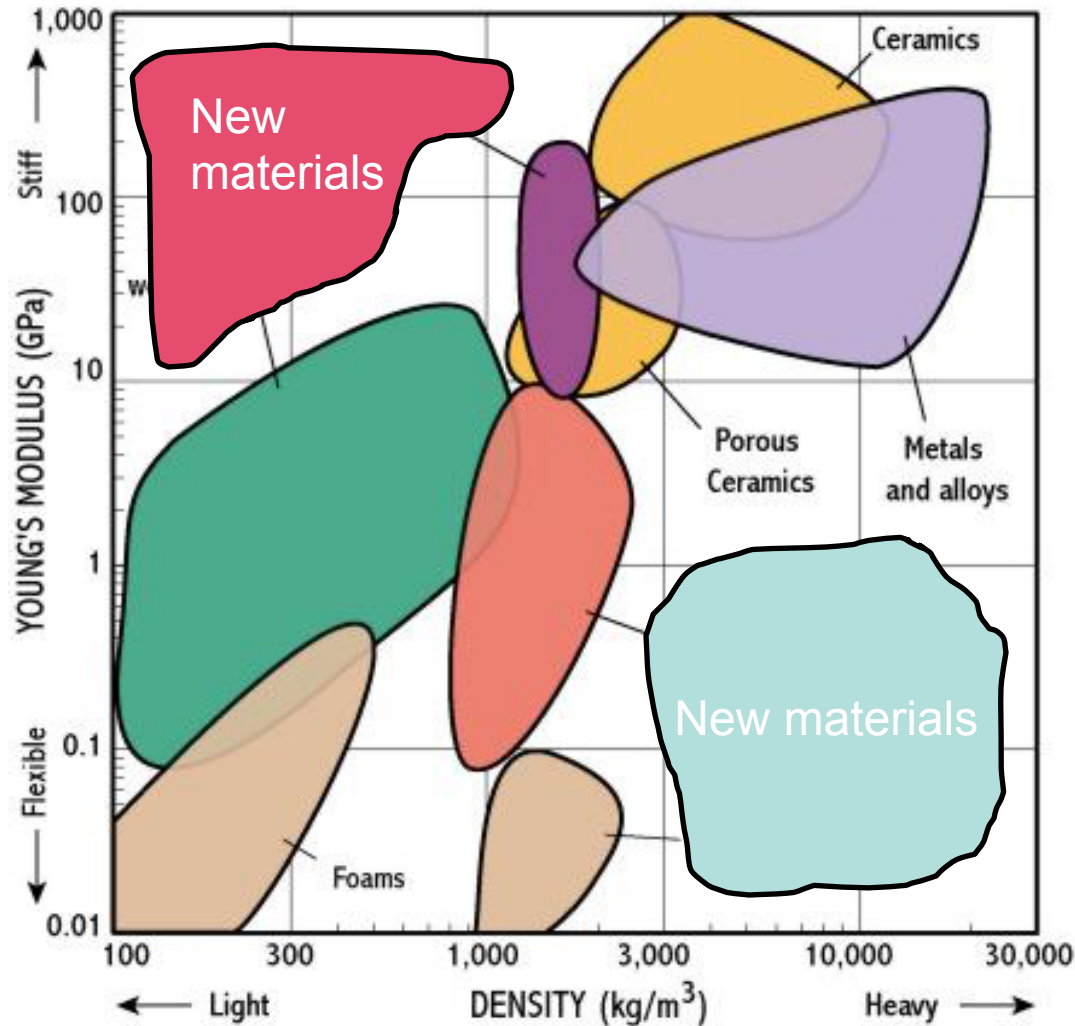 1,000
Ceramics
New
materials
Stiff
100
YOUNG'S MODULUS (GPa)
10
Porous
Ceramics
Metals
and alloys
1
New materials
0.1
Flexible
Foams
0.01
100
300
1,000
3,000
10,000
30,000
Light
DENSITY (kg/m³)
Heavy